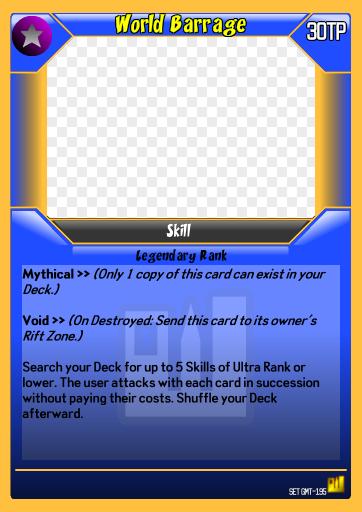 World Barrage
30TP
Skill
Legendary Rank
Mythical >> (Only 1 copy of this card can exist in your
Deck.)
Void >> (On Destroyed: Send this card to its owner's
Rift Zone.)
Search your Deck for up to 5 Skills of Ultra Rank or
lower. The user attacks with each card in succession
without paying their costs. Shuffle your Deck
afterward.
SET GMT-195